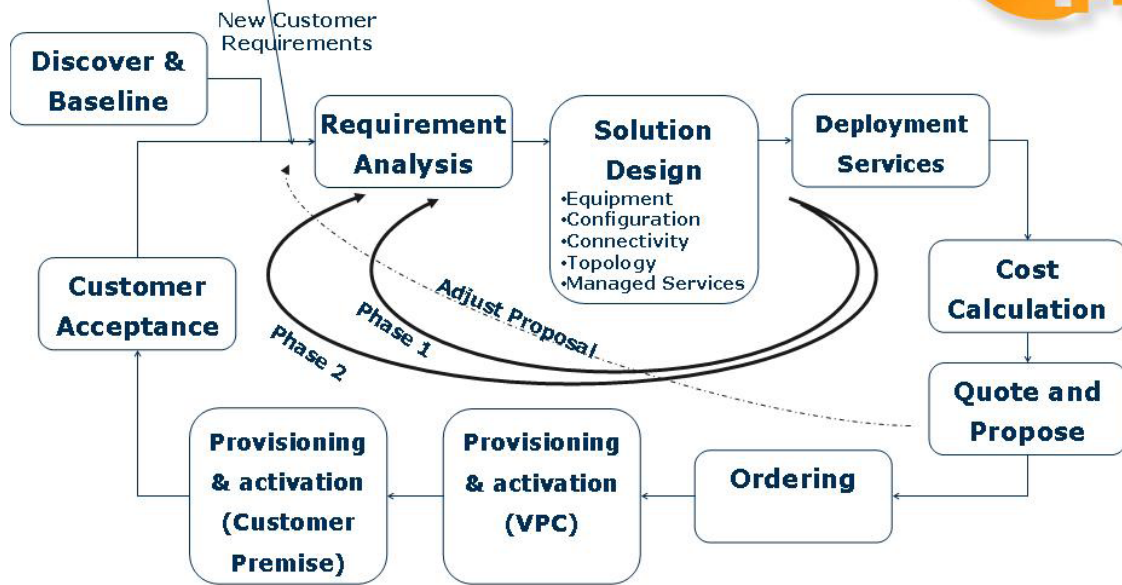 New Customer
Requirements
Discover &
Baseline
Requirement
Analysis
Solution
Design
•Equipment
•Configuration
•Connectivity
•Topology
•Managed Services
Deployment
Services
Customer
Acceptance
Cost
Calculation
Adjust Proposal
Phase 1
Phase 2
Quote and
Propose
Provisioning
& activation
(Customer
Premise)
Provisioning
& activation
(VPC)
Ordering